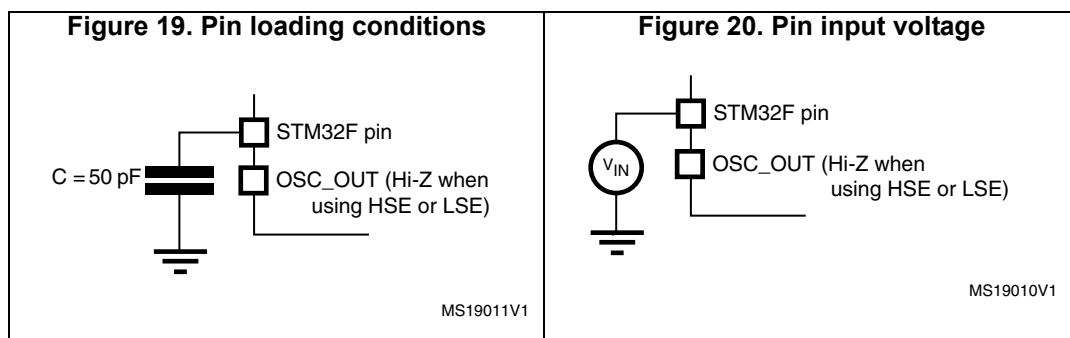 Figure 19. Pin loading conditions
STM32F pin
C = 50 pF
OSC_OUT (Hi-Z when
using HSE or LSE)
MS19011V1
Figure 20. Pin input voltage
STM32F pin
VIN
OSC_OUT (Hi-Z when
using HSE or LSE)
MS19010V1